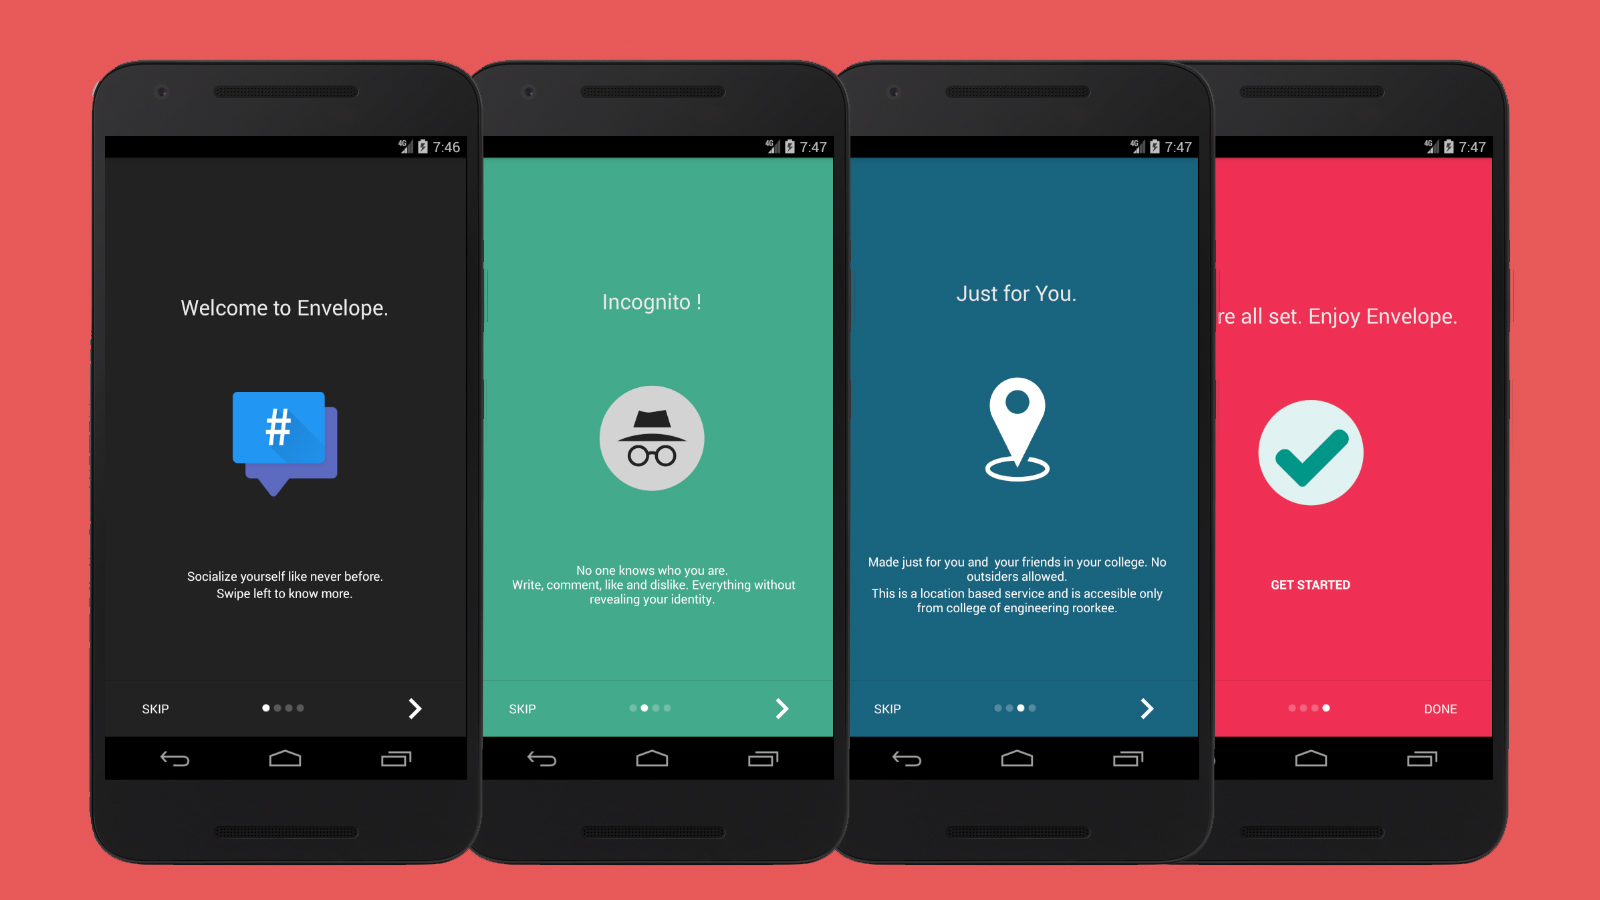 4G 7:46
Welcome to Envelope.
#
Socialize yourself like never before.
Swipe left to know more.
SKIP
4G 7:47
Incognito !
No one knows who you are.
Write, comment, like and dislike. Everything without
revealing your identity.
SKIP
4G 7:47
Just for You.
Made just for you and  your friends in your college. No
outsiders allowed.
This is a location based service and is accesible only
from college of engineering roorkee.
SKIP
4G 7:47
re all set. Enjoy Envelope.
GET STARTED
DONE